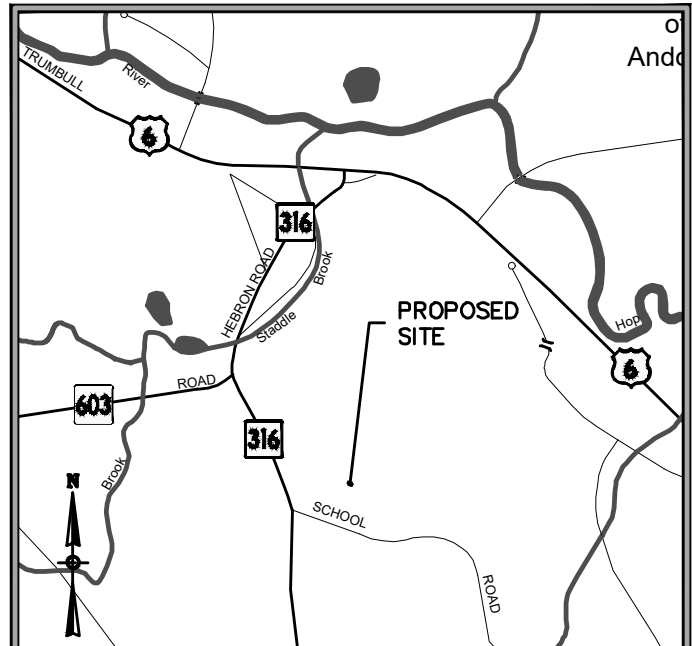 Ando
TRUMBULL
River
6
316
HEBRON ROAD
Brook
Staddle
PROPOSED
SITE
Hop
6
ROAD
603
316
Brook
N
SCHOOL
ROAD